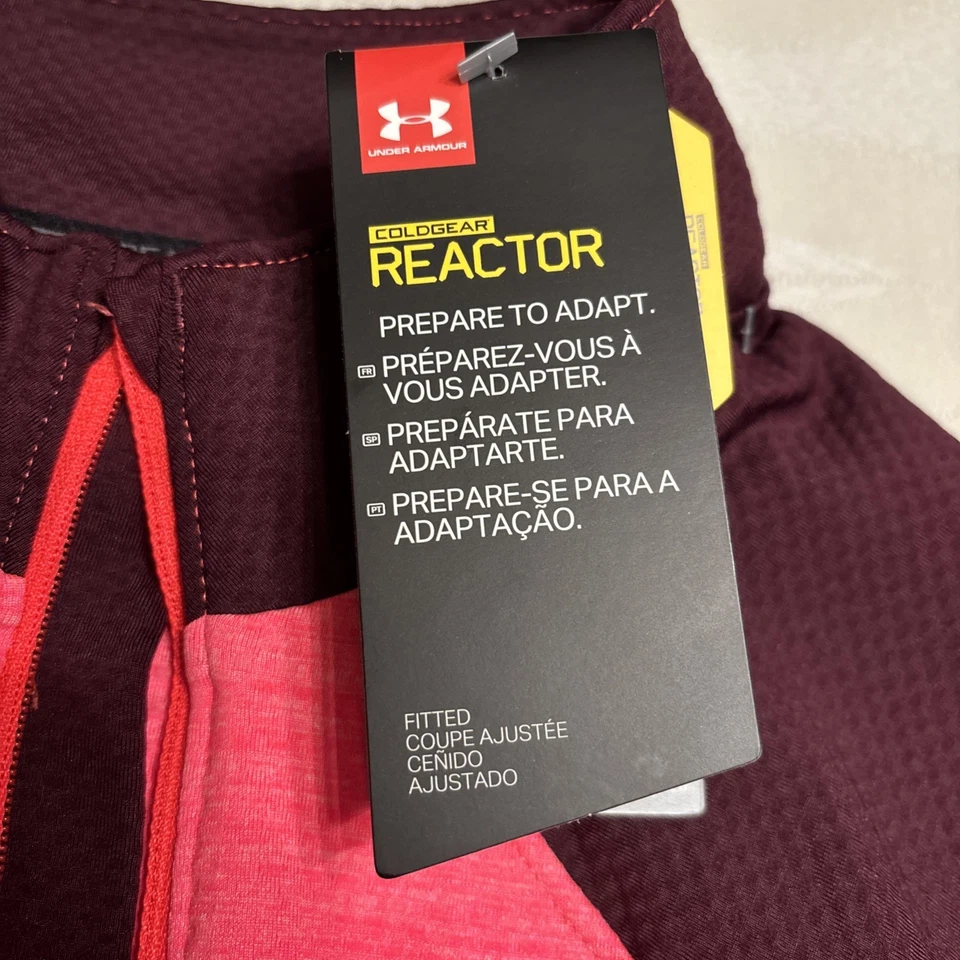 UNDER ARMOUR
COLDGEAR
REACTOR
PREPARE TO ADAPT.
FR PRÉPAREZ-VOUS À
VOUS ADAPTER.
SP PREPÁRATE PARA
ADAPTARTE.
PT PREPARE-SE PARA A
ADAPTAÇÃO.
FITTED
COUPE AJUSTÉE
CEÑIDO
AJUSTADO